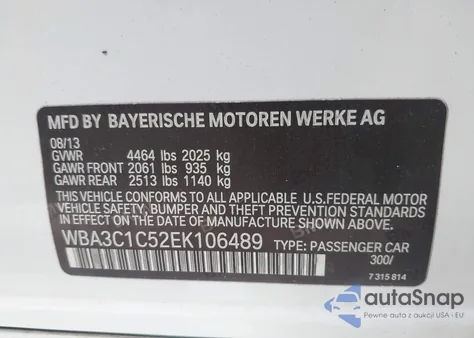 MFD BY BAYERISCHE MOTOREN WERKE AG
08/13
GVWR 4464 lbs 2025 kg
GAWR FRONT 2061 lbs 935 kg
GAWR REAR 2513 lbs 1140 kg
THIS VEHICLE CONFORMS TO ALL APPLICABLE U.S.FEDERAL MOTOR
VEHICLE SAFETY, BUMPER, AND THEFT PREVENTION STANDARDS IN
EFFECT ON THE DATE OF MANUFACTURE SHOWN ABOVE.
WBA3C1C52EK106489 TYPE: PASSENGER CAR
300/
7 315 814
autoSnap
Pewne auta z aukcji USA - EU